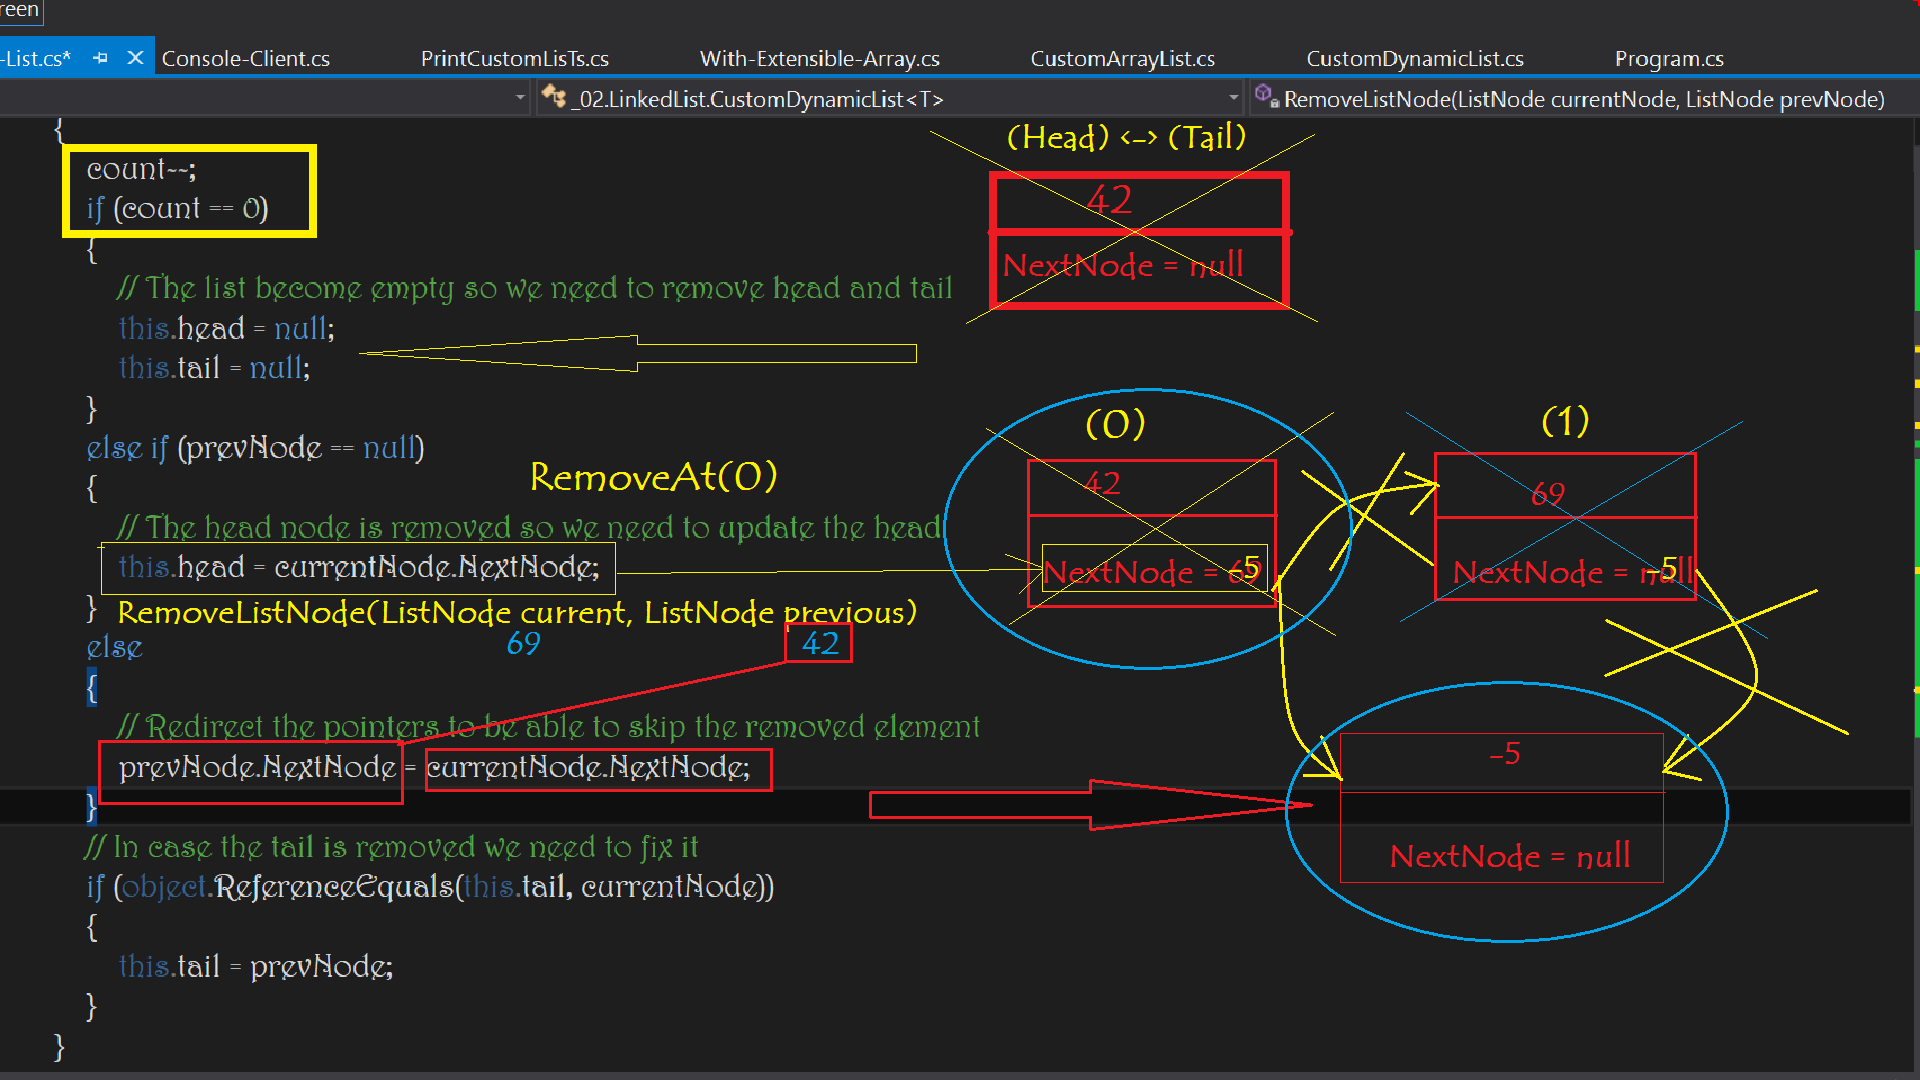 reen
-List.cs*
Console-Client.cs
PrintCustomLisTs.cs
With-Extensible-Array.cs
CustomArrayList.cs
CustomDynamicList.cs
Program.cs
_02.LinkedList.CustomDynamicList<T>
RemoveListNode(ListNode currentNode, ListNode prevNode)
{
count--;
if (count == 0)
{
// The list become empty so we need to remove head and tail
this.head = null;
this.tail = null;
}
else if (prevNode == null)
{
// The head node is removed so we need to update the head
this.head = currentNode.NextNode;
}
else
{
// Redirect the pointers to be able to skip the removed element
prevNode.NextNode = currentNode.NextNode;
}
// In case the tail is removed we need to fix it
if (object.ReferenceEquals(this.tail, currentNode))
{
this.tail = prevNode;
}
}
RemoveAt(0)
RemoveListNode(ListNode current, ListNode previous)
69 42
(Head) <-> (Tail)
42
NextNode = null
(0)
42
NextNode = 69
-5
(1)
69
NextNode = null
-5
-5
NextNode = null